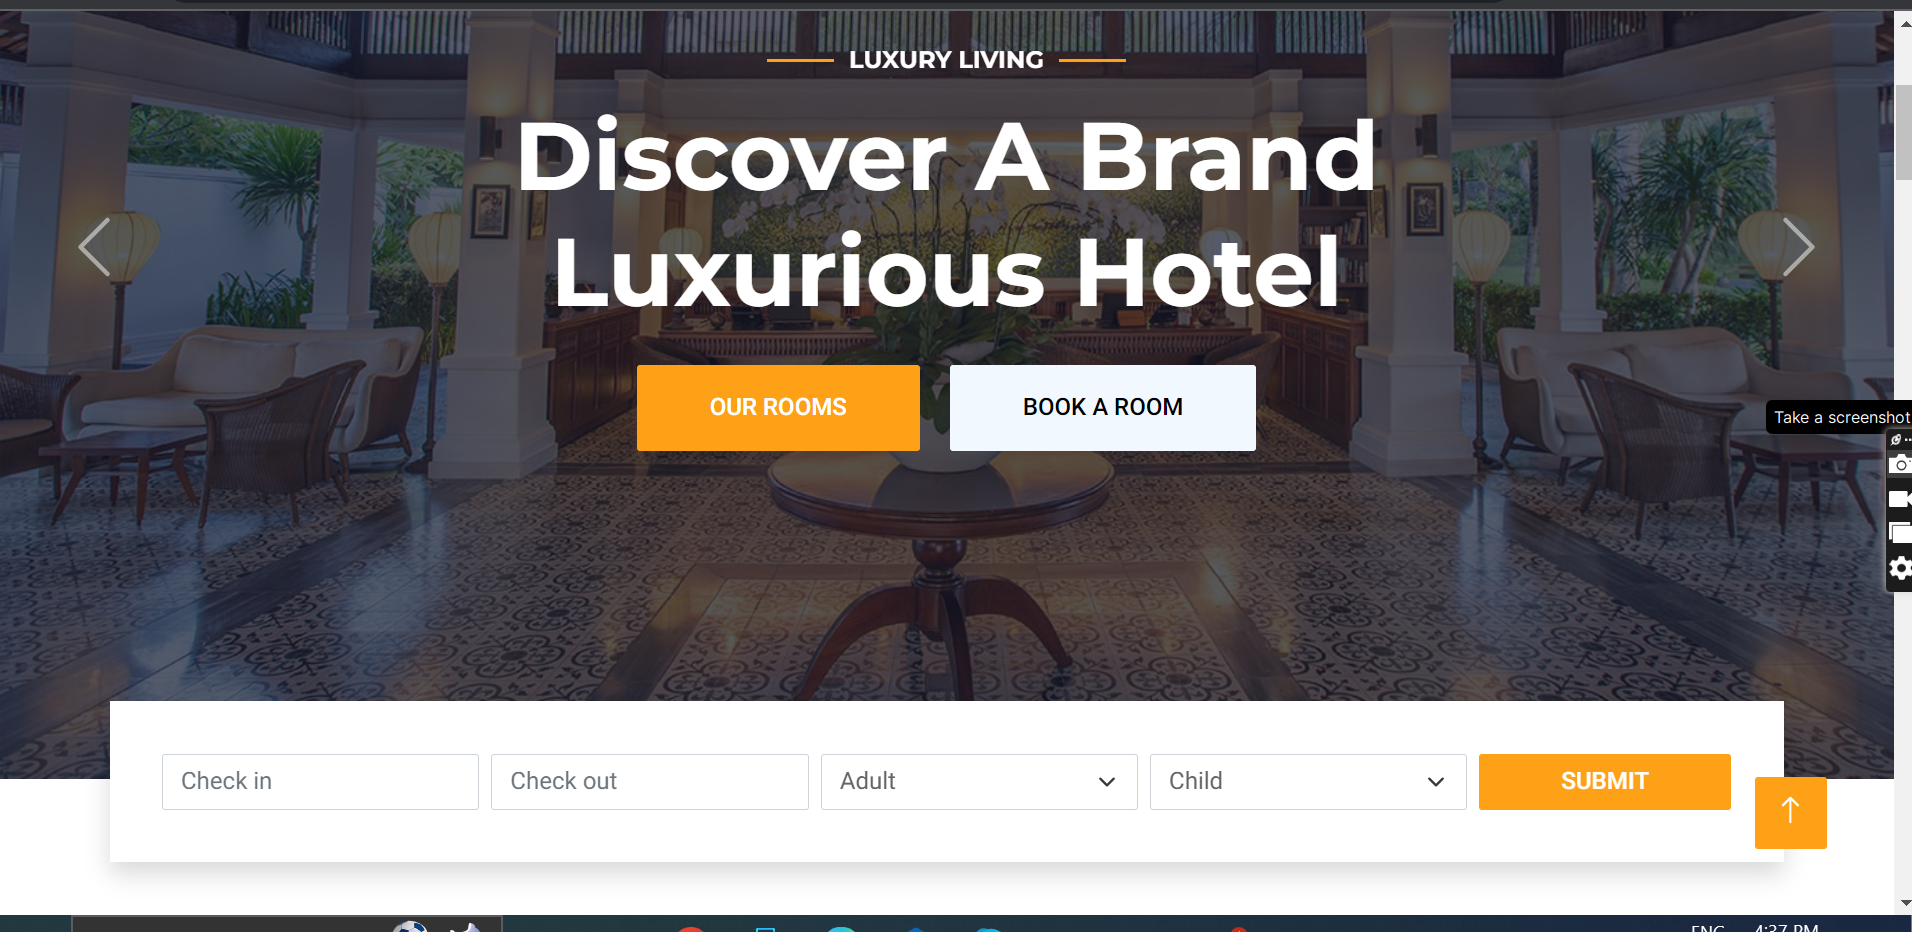 LUXURY LIVING
Discover A Brand
Luxurious Hotel
OUR ROOMS
BOOK A ROOM
Take a screenshot
Check in
Check out
Adult
Child
SUBMIT
ENG
4:37 PM